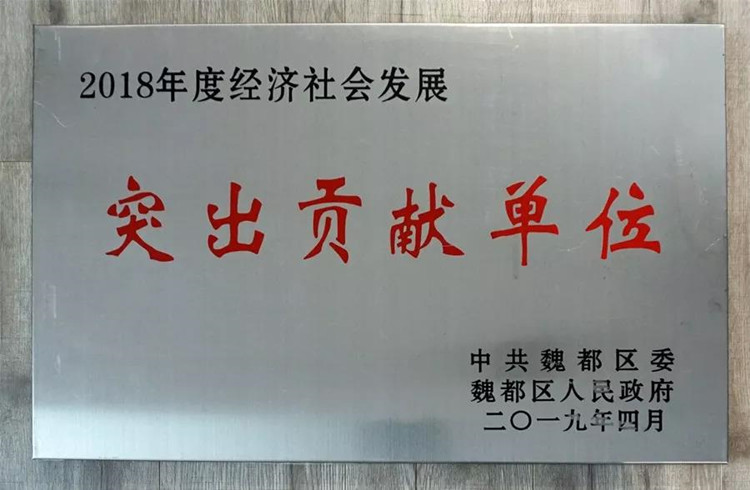 2018年度经济社会发展
突出贡献单位
中共魏都区委
魏都区人民政府
二〇一九年四月